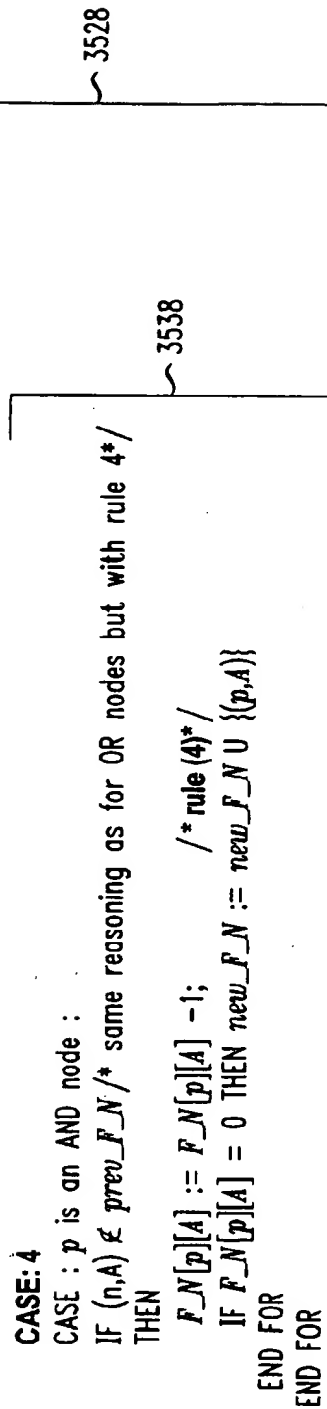 CASE: 4
CASE : p is an AND node :
IF (n,A) ∉ prev_F_N /* same reasoning as for OR nodes but with rule 4*/
THEN
F_N[p][A] := F_N[p][A] -1; /* rule (4)*/
IF F_N[p][A] = 0 THEN new_F_N := new_F_N U {(p,A)}
END FOR
END FOR
3538
3528